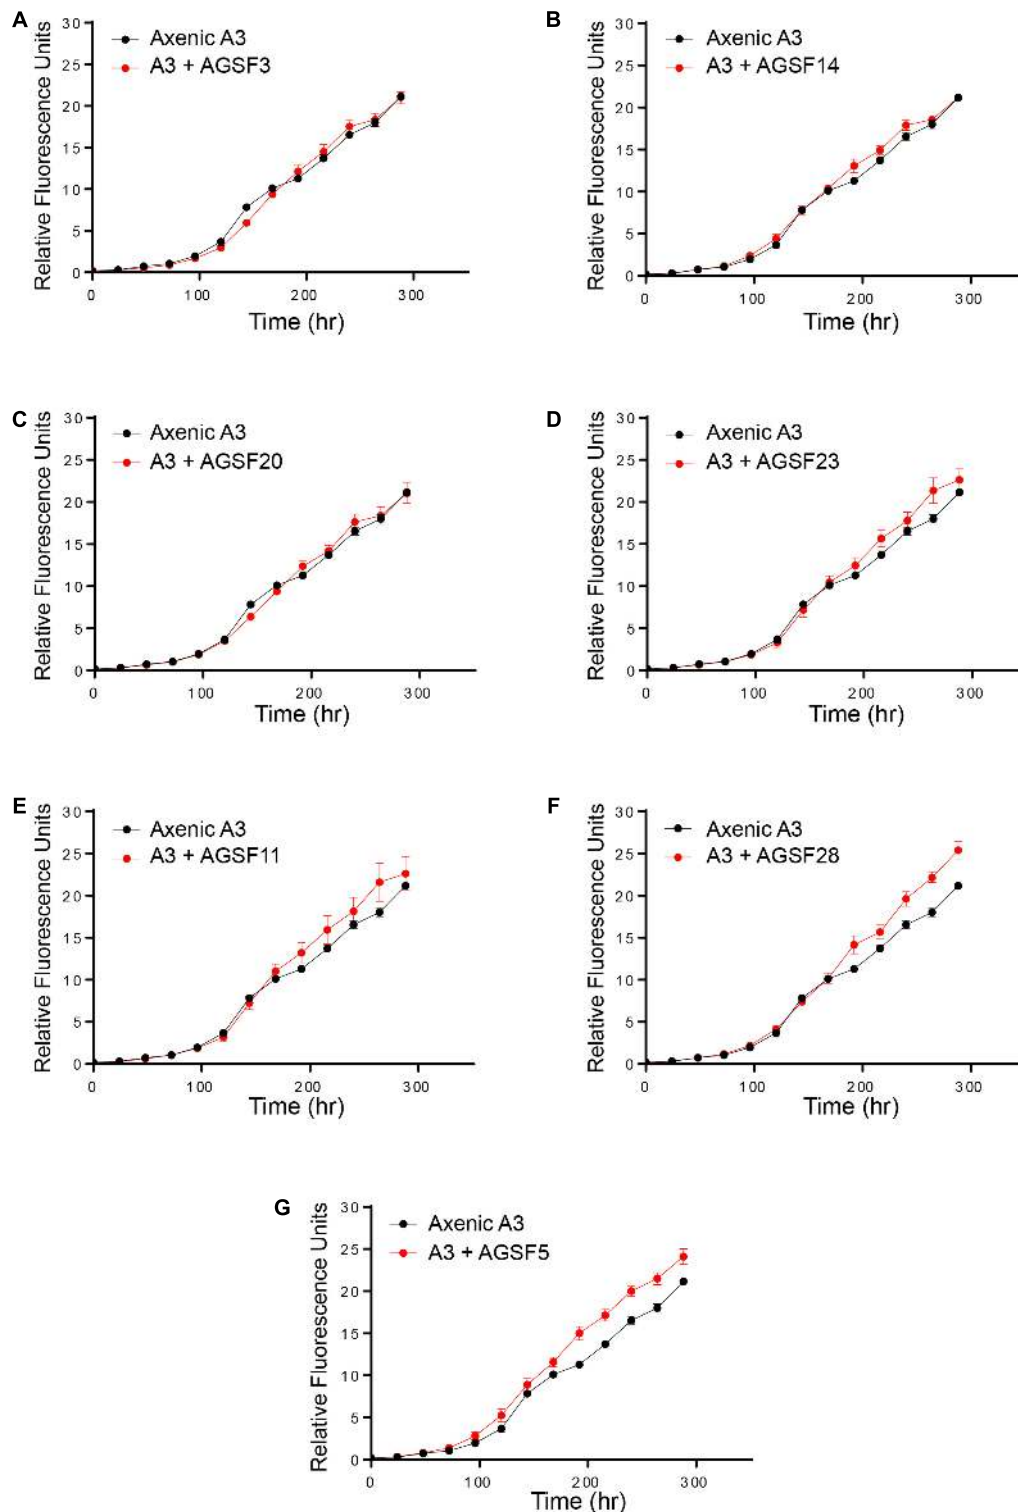 A
Relative Fluorescence Units
30
25
20
15
10
5
0
Axenic A3
A3 + AGSF3
0 100 200 300
Time (hr)
B
Relative Fluorescence Units
30
25
20
15
10
5
0
Axenic A3
A3 + AGSF14
0 100 200 300
Time (hr)
C
Relative Fluorescence Units
30
25
20
15
10
5
0
Axenic A3
A3 + AGSF20
0 100 200 300
Time (hr)
D
Relative Fluorescence Units
30
25
20
15
10
5
0
Axenic A3
A3 + AGSF23
0 100 200 300
Time (hr)
E
Relative Fluorescence Units
30
25
20
15
10
5
0
Axenic A3
A3 + AGSF11
0 100 200 300
Time (hr)
F
Relative Fluorescence Units
30
25
20
15
10
5
0
Axenic A3
A3 + AGSF28
0 100 200 300
Time (hr)
G
Relative Fluorescence Units
30
25
20
15
10
5
0
Axenic A3
A3 + AGSF5
0 100 200 300
Time (hr)